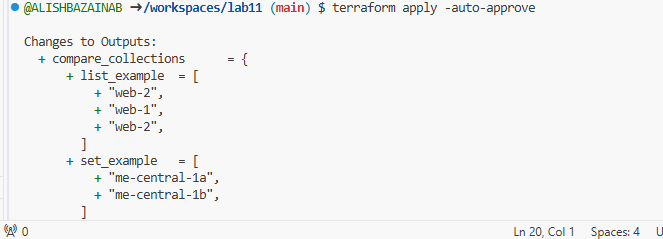 @ALISHBAZAINAB ➜/workspaces/lab11 (main) $ terraform apply -auto-approve
Changes to Outputs:
+ compare_collections = {
+ list_example = [
+ "web-2",
+ "web-1",
+ "web-2",
]
+ set_example = [
+ "me-central-1a",
+ "me-central-1b",
]
0
Ln 20, Col 1 Spaces: 4 U